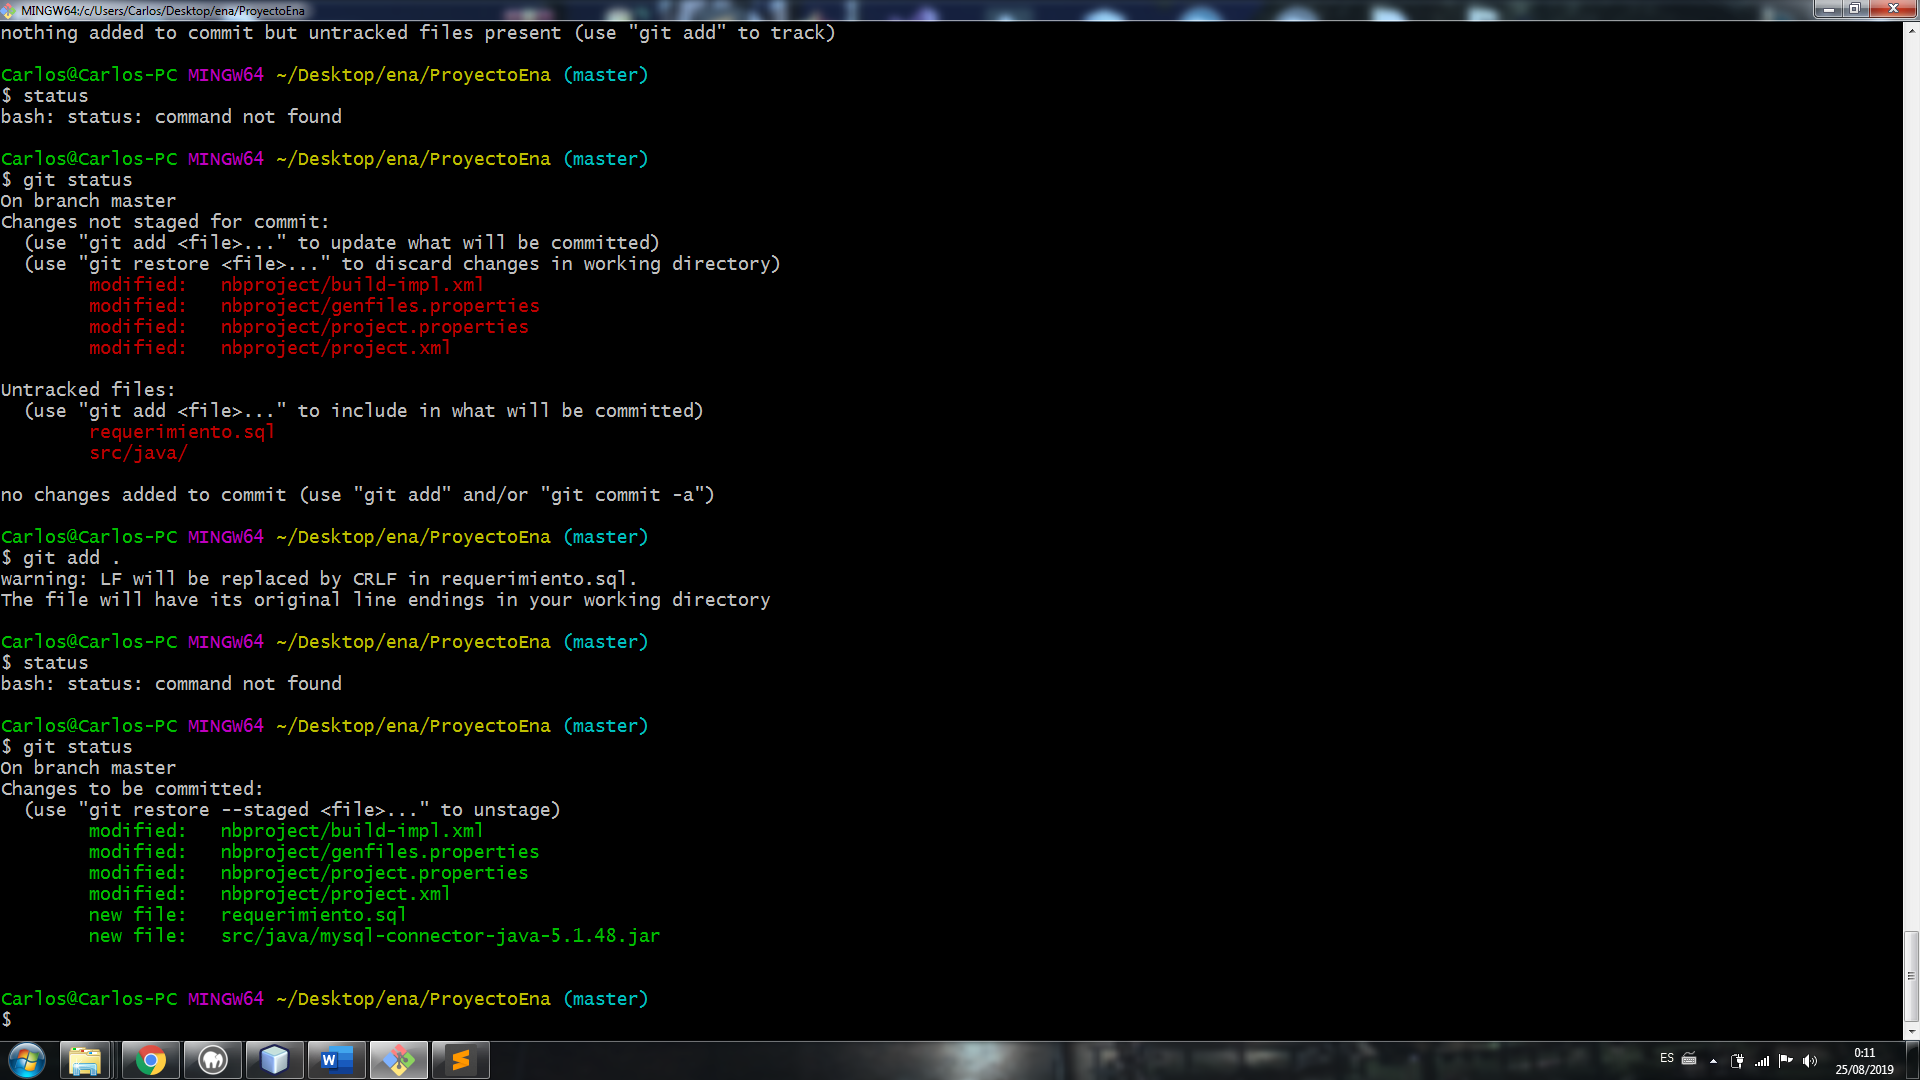 MINGW64:/c/Users/Carlos/Desktop/ena/ProyectoEna
nothing added to commit but untracked files present (use "git add" to track)
Carlos@Carlos-PC MINGW64 ~/Desktop/ena/ProyectoEna (master)
$ status
bash: status: command not found
Carlos@Carlos-PC MINGW64 ~/Desktop/ena/ProyectoEna (master)
$ git status
On branch master
Changes not staged for commit:
  (use "git add <file>..." to update what will be committed)
  (use "git restore <file>..." to discard changes in working directory)
        modified:   nbproject/build-impl.xml
        modified:   nbproject/genfiles.properties
        modified:   nbproject/project.properties
        modified:   nbproject/project.xml
Untracked files:
  (use "git add <file>..." to include in what will be committed)
        requerimiento.sql
        src/java/
no changes added to commit (use "git add" and/or "git commit -a")
Carlos@Carlos-PC MINGW64 ~/Desktop/ena/ProyectoEna (master)
$ git add .
warning: LF will be replaced by CRLF in requerimiento.sql.
The file will have its original line endings in your working directory
Carlos@Carlos-PC MINGW64 ~/Desktop/ena/ProyectoEna (master)
$ status
bash: status: command not found
Carlos@Carlos-PC MINGW64 ~/Desktop/ena/ProyectoEna (master)
$ git status
On branch master
Changes to be committed:
  (use "git restore --staged <file>..." to unstage)
        modified:   nbproject/build-impl.xml
        modified:   nbproject/genfiles.properties
        modified:   nbproject/project.properties
        modified:   nbproject/project.xml
        new file:   requerimiento.sql
        new file:   src/java/mysql-connector-java-5.1.48.jar
Carlos@Carlos-PC MINGW64 ~/Desktop/ena/ProyectoEna (master)
$
ES
0:11
25/08/2019